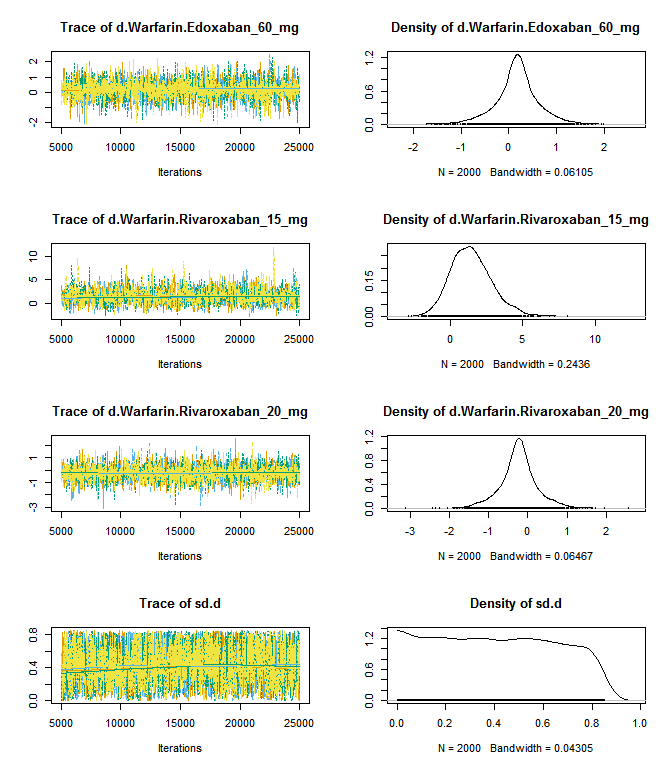 Trace of d.Warfarin.Edoxaban_60_mg
-2 0 1 2
5000 10000 15000 20000 25000
Iterations
Density of d.Warfarin.Edoxaban_60_mg
0.0 0.6 1.2
-2 -1 0 1 2
N = 2000 Bandwidth = 0.06105
Trace of d.Warfarin.Rivaroxaban_15_mg
0 5 10
5000 10000 15000 20000 25000
Iterations
Density of d.Warfarin.Rivaroxaban_15_mg
0.00 0.15
0 5 10
N = 2000 Bandwidth = 0.2436
Trace of d.Warfarin.Rivaroxaban_20_mg
-3 -1 1
5000 10000 15000 20000 25000
Iterations
Density of d.Warfarin.Rivaroxaban_20_mg
0.0 0.4 0.8 1.2
-3 -2 -1 0 1 2
N = 2000 Bandwidth = 0.06467
Trace of sd.d
0.0 0.4 0.8
5000 10000 15000 20000 25000
Iterations
Density of sd.d
0.0 0.6 1.2
0.0 0.2 0.4 0.6 0.8 1.0
N = 2000 Bandwidth = 0.04305